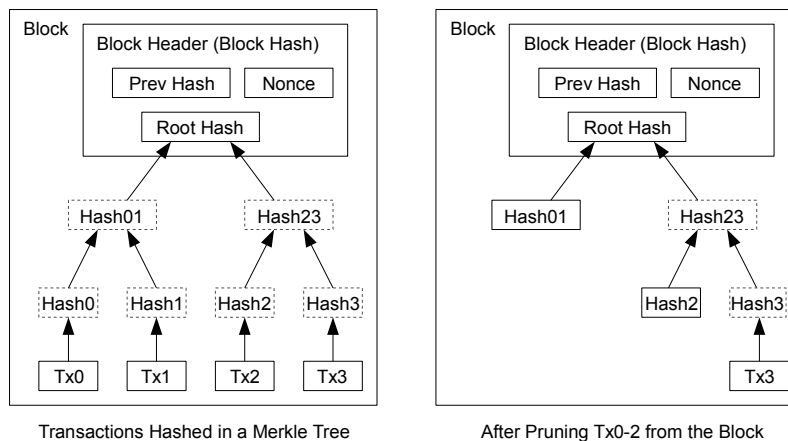 Block
Block Header (Block Hash)
Prev Hash
Nonce
Root Hash
Hash01
Hash23
Hash0
Hash1
Hash2
Hash3
Tx0
Tx1
Tx2
Tx3
Transactions Hashed in a Merkle Tree
Block
Block Header (Block Hash)
Prev Hash
Nonce
Root Hash
Hash01
Hash23
Hash2
Hash3
Tx3
After Pruning Tx0-2 from the Block